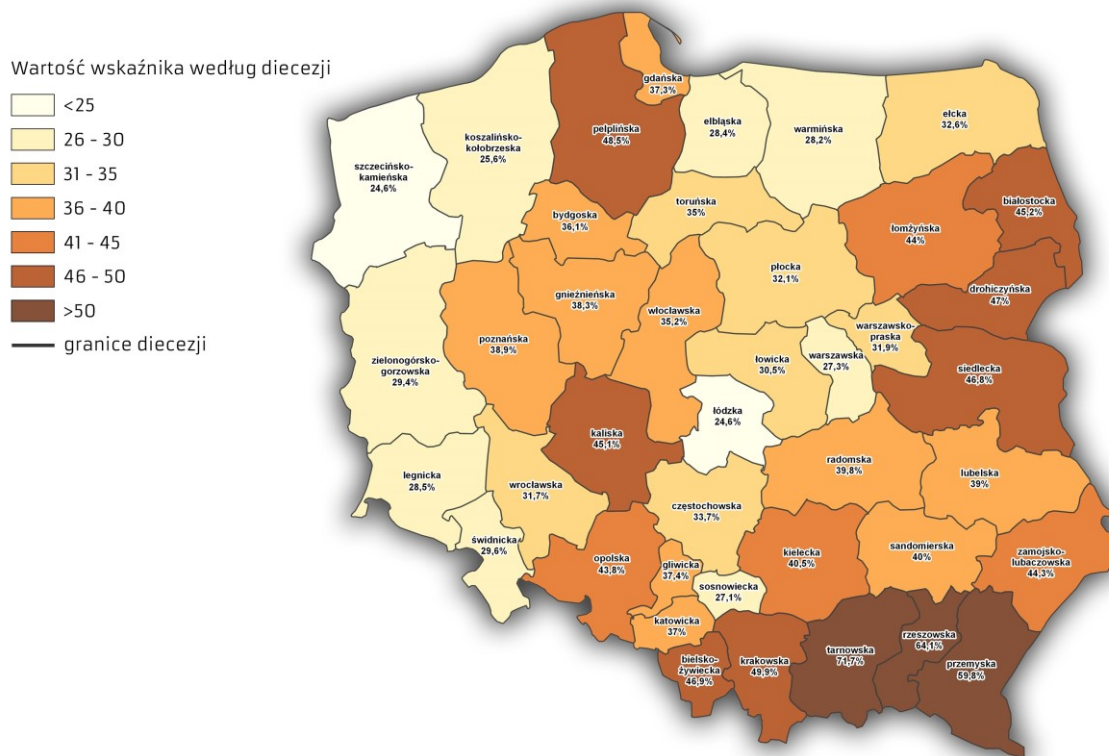 Wartość wskaźnika według diecezji
<25
26 - 30
31 - 35
36 - 40
41 - 45
46 - 50
>50
granice diecezji
gdańska
37,3%
koszalińsko-
kołobrzeska
25,6%
pelplińska
48,5%
elbląska
28,4%
warmińska
28,2%
ełcka
32,6%
szczecińsko-
kamieńska
24,6%
bydgoska
36,1%
toruńska
35%
łomżyńska
44%
białostocka
45,2%
gnieźnieńska
38,3%
włocławska
35,2%
płocka
32,1%
drohiczyńska
47%
poznańska
38,9%
zielonogórsko-
gorzowska
29,4%
łowicka
30,5%
warszawska
27,3%
warszawsko-
praska
31,9%
siedlecka
46,8%
kaliska
45,1%
łódzka
24,6%
legnicka
28,5%
wrocławska
31,7%
częstochowska
33,7%
radomska
39,8%
lubelska
39%
świdnicka
29,6%
opolska
43,8%
gliwicka
37,4%
sosnowiecka
27,1%
kielecka
40,5%
sandomierska
40%
zamojsko-
lubaczowska
44,3%
katowicka
37%
bielsko-
żywiecka
46,9%
krakowska
49,9%
tarnowska
71,7%
rzeszowska
64,1%
przemyska
59,8%